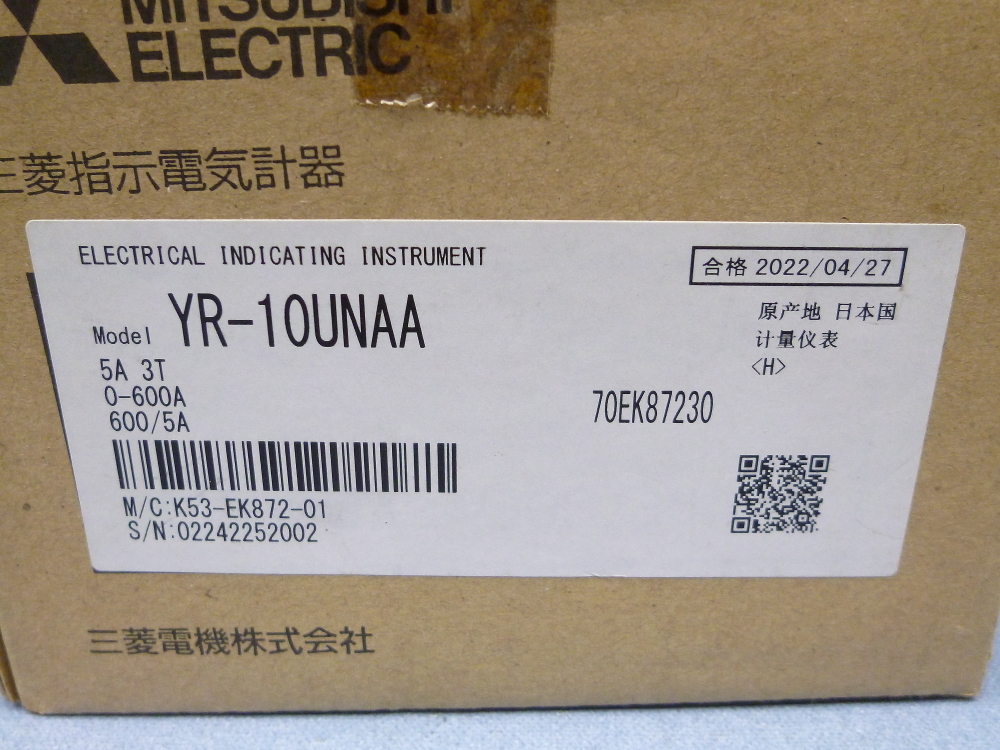 MITSUBISHI
ELECTRIC
三菱指示電気計器
ELECTRICAL INDICATING INSTRUMENT
合格 2022/04/27
Model YR-10UNAA
原产地 日本国
计量仪表
<H>
5A 3T
0-600A
600/5A
70EK87230
M/C:K53-EK872-01
S/N:02242252002
三菱電機株式会社